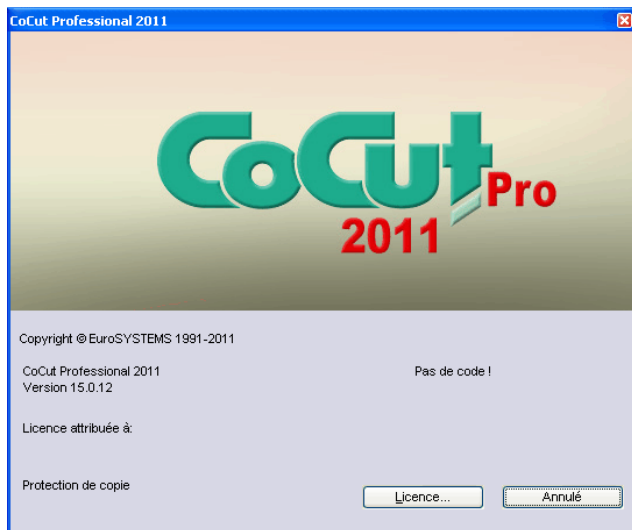 CoCut Professional 2011
CoCut Pro
2011
Copyright © EuroSYSTEMS 1991-2011
CoCut Professional 2011
Version 15.0.12
Pas de code !
Licence attribuée à:
Protection de copie
Licence...
Annulé